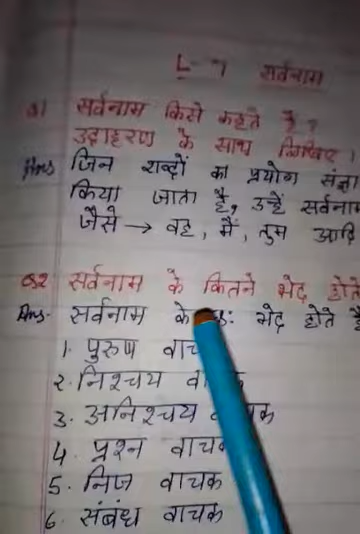 L-7 सर्वनाम
Q1 सर्वनाम किसे कहते है?
उदाहरण के साथ लिखिए।
Ans जिन शब्दों का प्रयोग संज्ञा
किया जाता है, उन्हें सर्वनाम
जैसे → वह, मैं, तुम आदि
Q2 सर्वनाम के कितने भेद होते
Ans- सर्वनाम के भेद होते है
1. पुरुष
2. निश्चय
3. अनिश्चय
4. प्रश्न वाचक
5. निज वाचक
6. संबंध वाचक